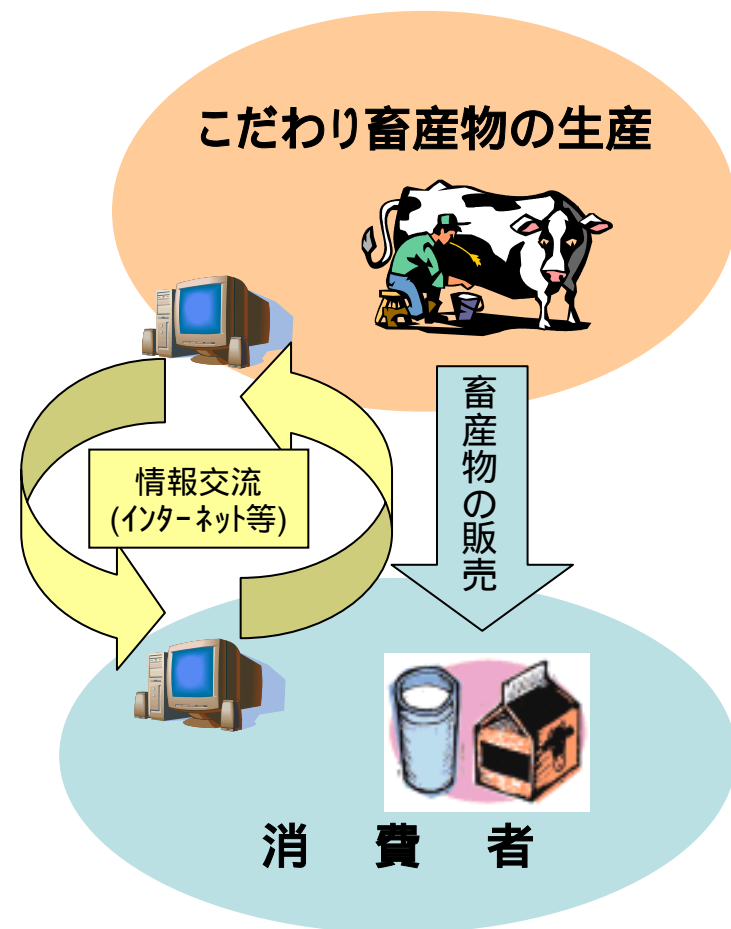 こだわり畜産物の生産
畜産物の販売
情報交流
(ｲﾝﾀｰﾈｯﾄ等)
消費者